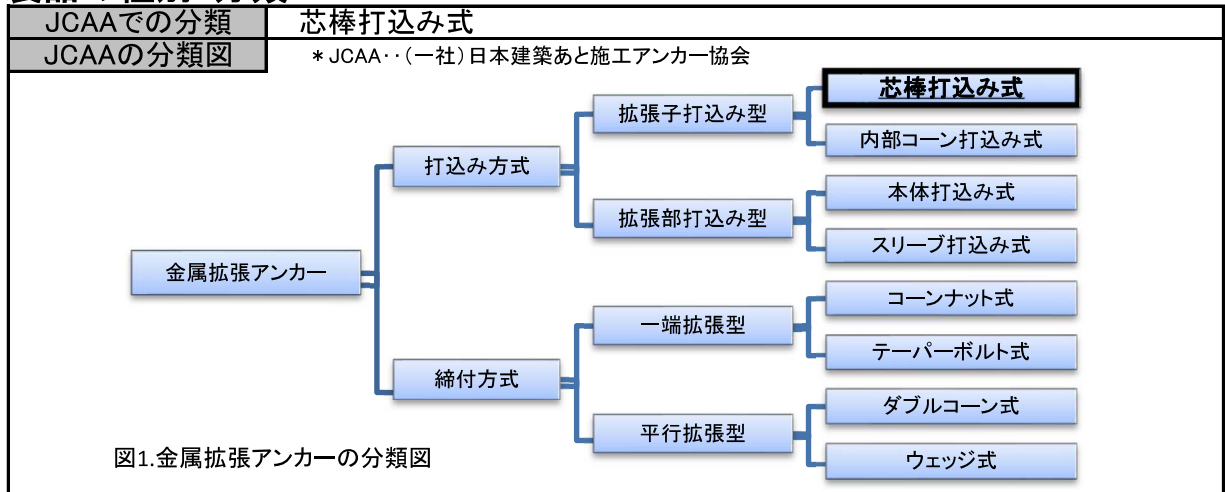 JCAAでの分類 芯棒打込み式
JCAAの分類図 *JCAA‥(一社)日本建築あと施工アンカー協会
芯棒打込み式
拡張子打込み型
内部コーン打込み式
打込み方式
本体打込み式
拡張部打込み型
スリーブ打込み式
金属拡張アンカー
コーンナット式
一端拡張型
テーパーボルト式
締付方式
ダブルコーン式
平行拡張型
図1.金属拡張アンカーの分類図
ウェッジ式